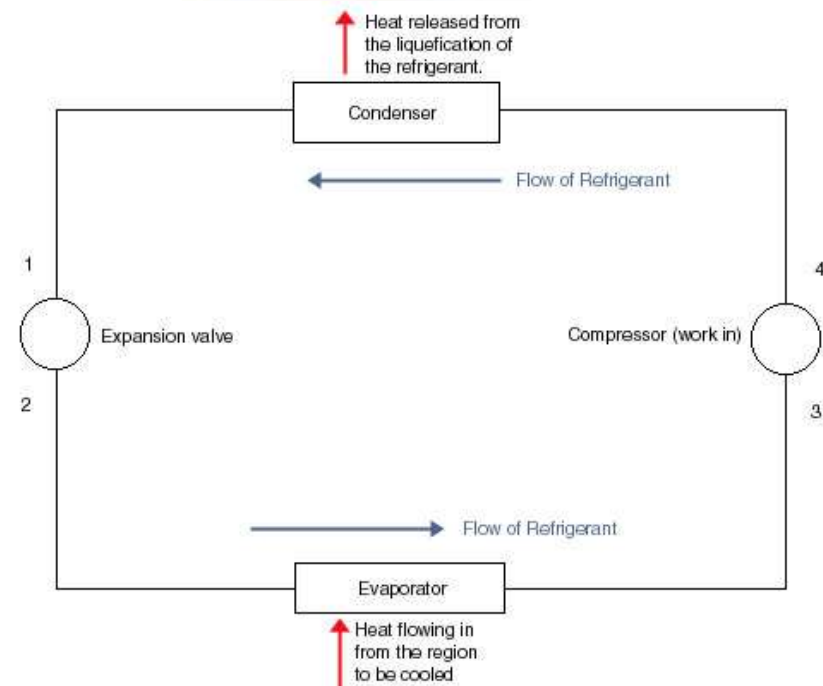 Heat released from
the liquefication of
the refrigerant.
Condenser
Flow of Refrigerant
1
4
Expansion valve
Compressor (work in)
2
3
Flow of Refrigerant
Evaporator
Heat flowing in
from the region
to be cooled